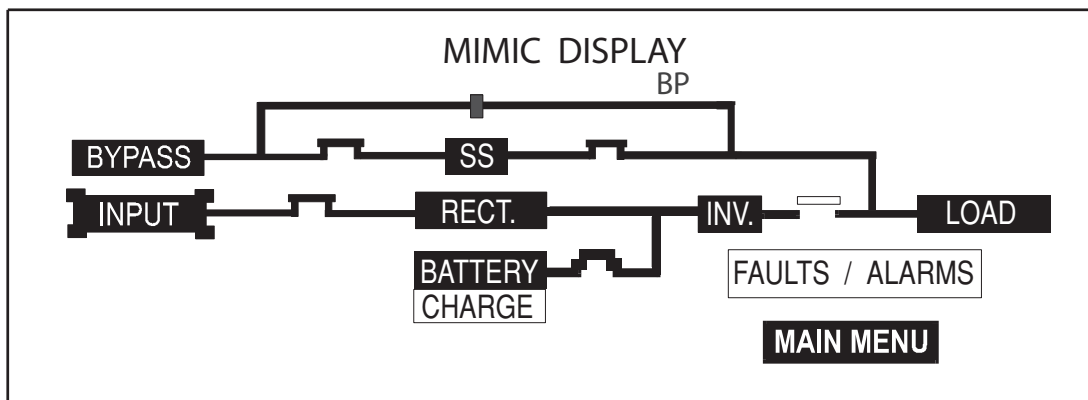 MIMIC DISPLAY
BP
BYPASS
SS
INPUT
RECT.
INV.
LOAD
BATTERY
CHARGE
FAULTS / ALARMS
MAIN MENU